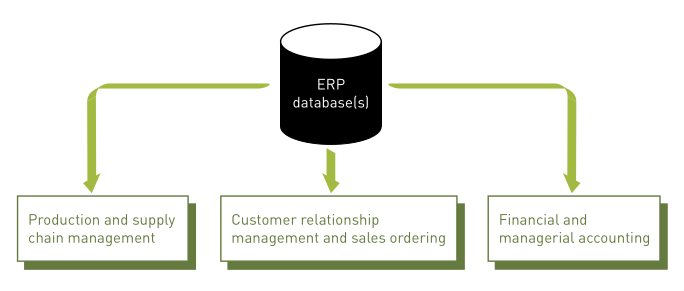 ERP
database(s)
Production and supply
chain management
Customer relationship
management and sales ordering
Financial and
managerial accounting